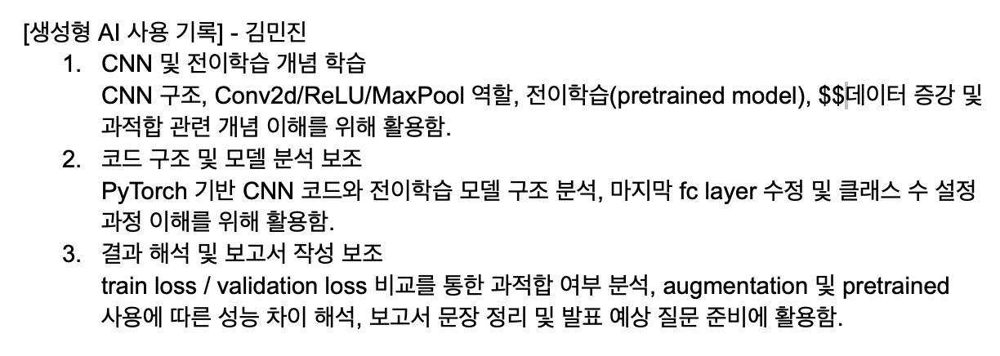 [생성형 AI 사용 기록] - 김민진
1. CNN 및 전이학습 개념 학습
CNN 구조, Conv2d/ReLU/MaxPool 역할, 전이학습(pretrained model), $$데이터 증강 및
과적합 관련 개념 이해를 위해 활용함.
2. 코드 구조 및 모델 분석 보조
PyTorch 기반 CNN 코드와 전이학습 모델 구조 분석, 마지막 fc layer 수정 및 클래스 수 설정
과정 이해를 위해 활용함.
3. 결과 해석 및 보고서 작성 보조
train loss / validation loss 비교를 통한 과적합 여부 분석, augmentation 및 pretrained
사용에 따른 성능 차이 해석, 보고서 문장 정리 및 발표 예상 질문 준비에 활용함.